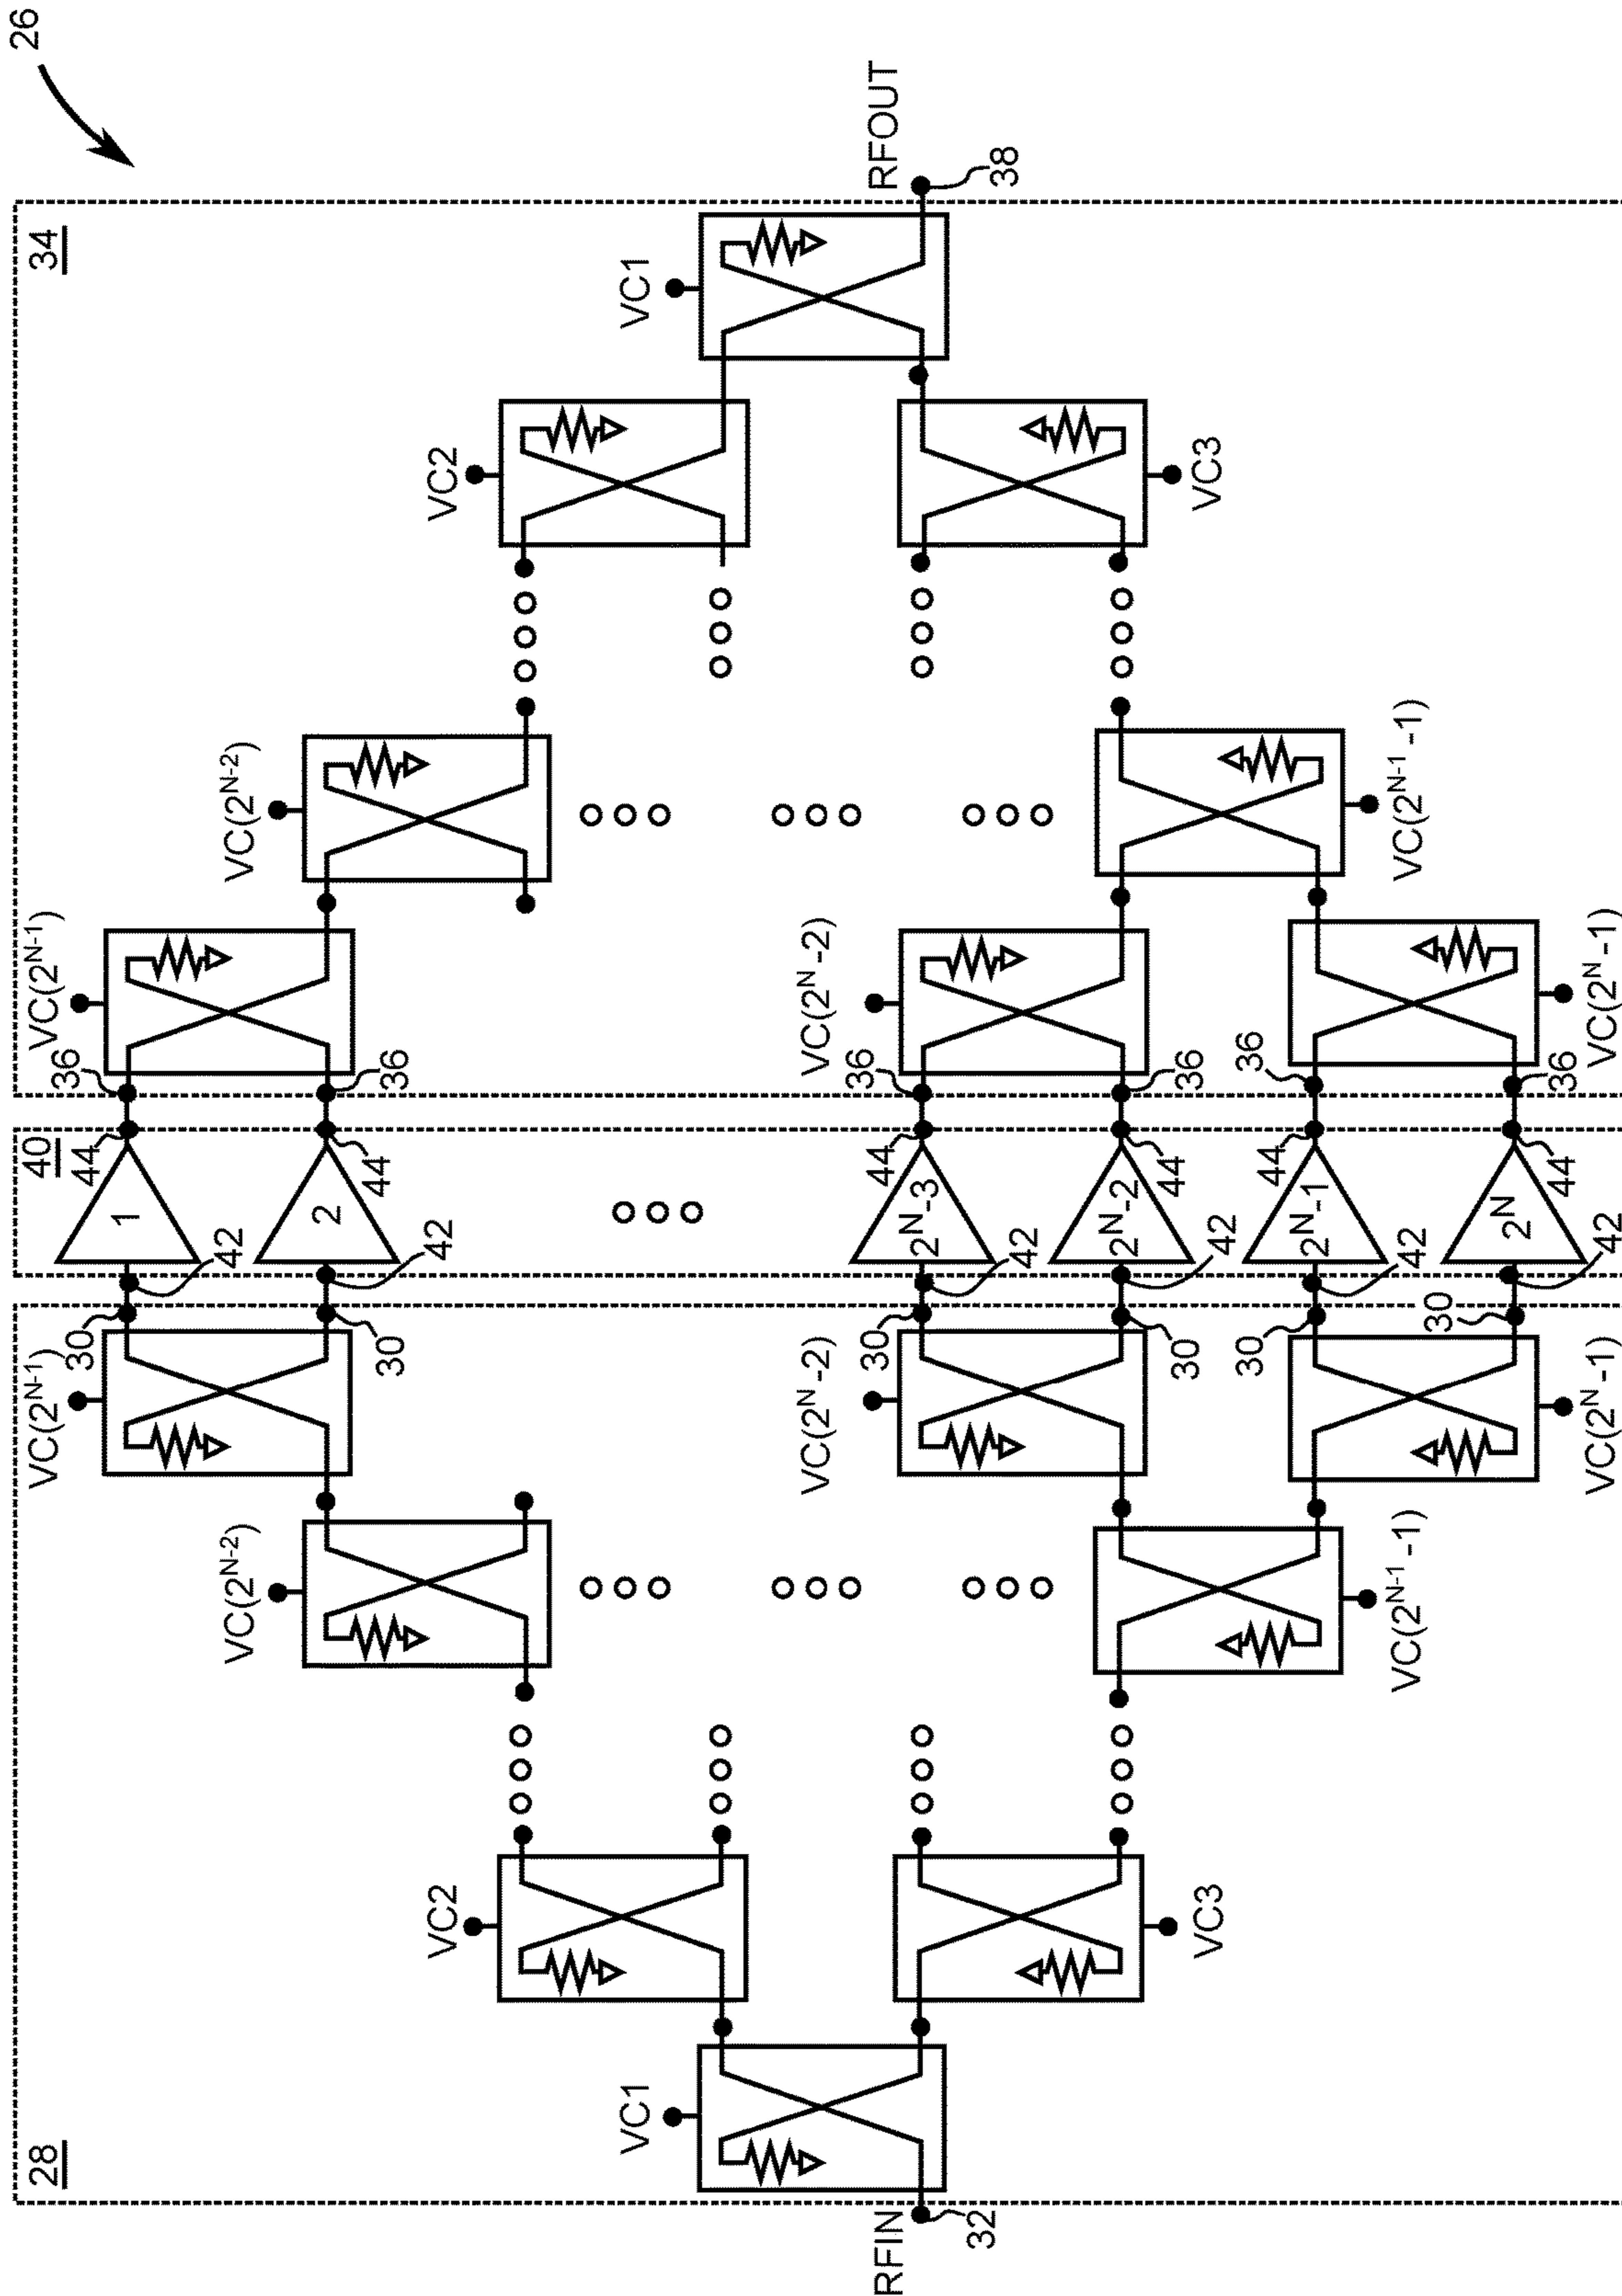 26
28
34
40
RFIN
32
RFOUT
38
VC1
VC2
VC3
VC(2^N-2)
VC(2^N-1-1)
VC(2^N-1)
VC(2^N-2)
VC(2^N-1)
30
30
30
30
30
30
42
42
42
42
42
42
1
2
2^N-3
2^N-2
2^N-1
2^N
44
44
44
44
44
44
36
36
36
36
36
36
VC(2^N-1)
VC(2^N-2)
VC(2^N-1)
VC(2^N-2)
VC(2^N-1-1)
VC2
VC3
VC1